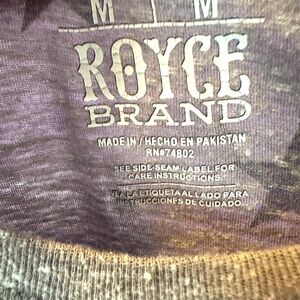 M | M
ROYCE
BRAND
MADE IN / HECHO EN PAKISTAN
RN#74802
SEE SIDE-SEAM LABEL FOR
CARE INSTRUCTIONS
LA ETIQUETA AL LADO PARA
INSTRUCCIONES DE CUIDADO